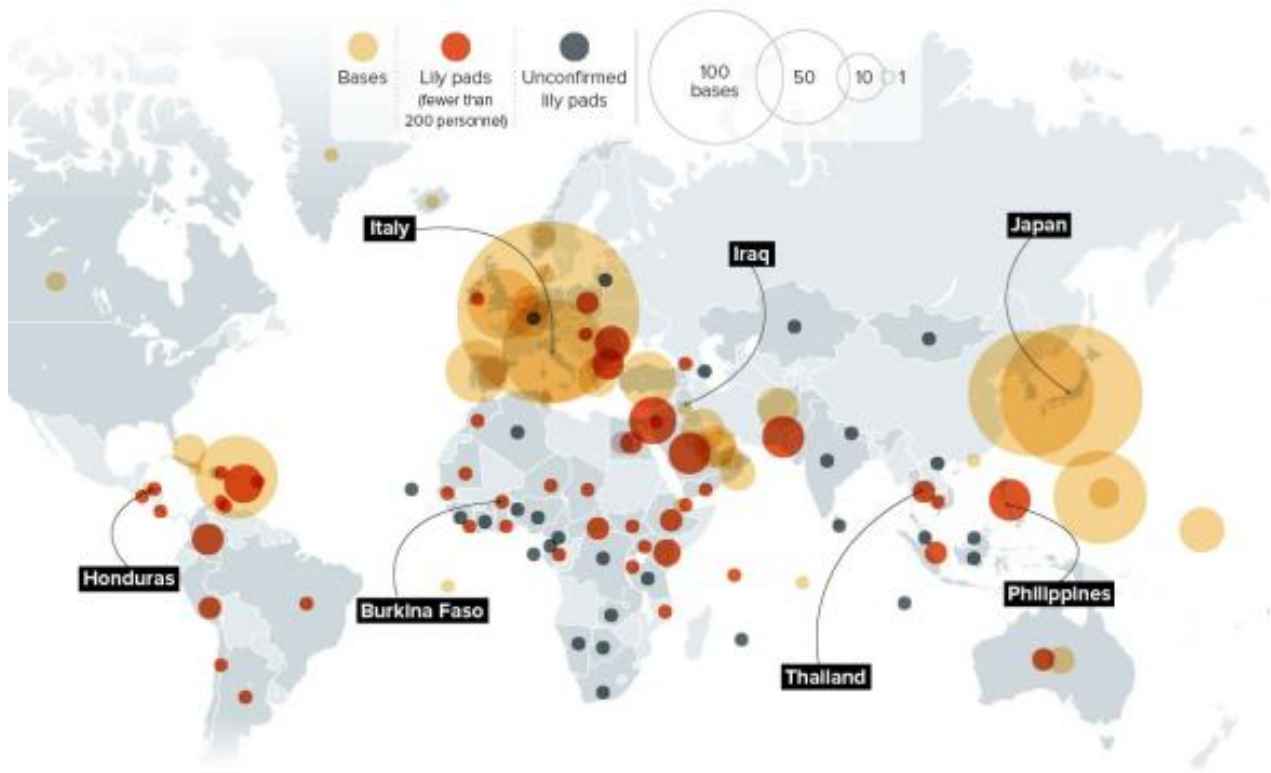 Bases
Lily pads
(fewer than
200 personnel)
Unconfirmed
lily pads
100
bases
50
10
1
Italy
Japan
Iraq
Honduras
Burkina Faso
Philippines
Thailand